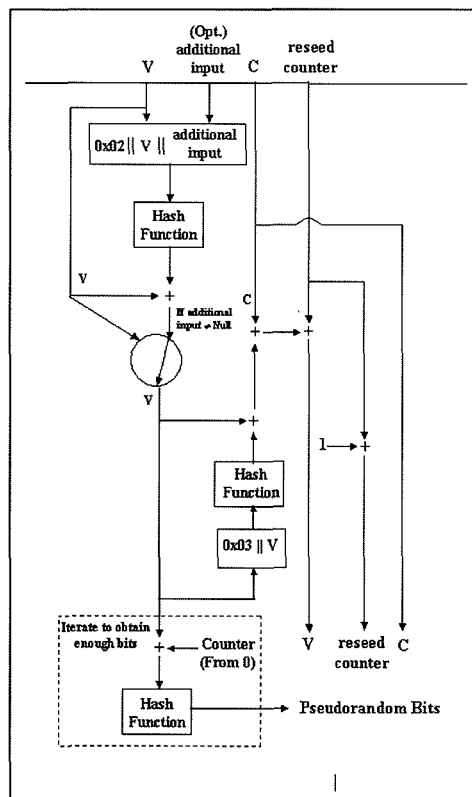 (Opt.)
additional
input
V
C
reseed
counter
0x02 || V ||
additional
input
Hash
Function
V
+
If additional
input ≠ Null
C
+
+
V
+
1
+
Hash
Function
0x03 || V
Iterate to obtain
enough bits
+
Counter
(From 0)
V
reseed
counter
C
Hash
Function
Pseudorandom Bits